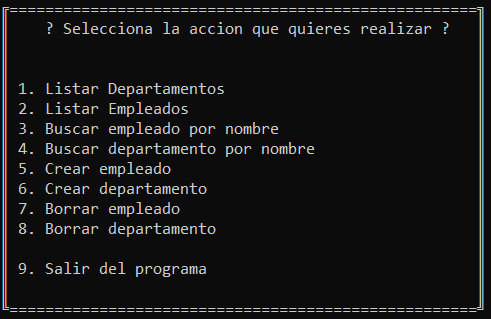 ? Selecciona la accion que quieres realizar ?
1. Listar Departamentos
2. Listar Empleados
3. Buscar empleado por nombre
4. Buscar departamento por nombre
5. Crear empleado
6. Crear departamento
7. Borrar empleado
8. Borrar departamento
9. Salir del programa